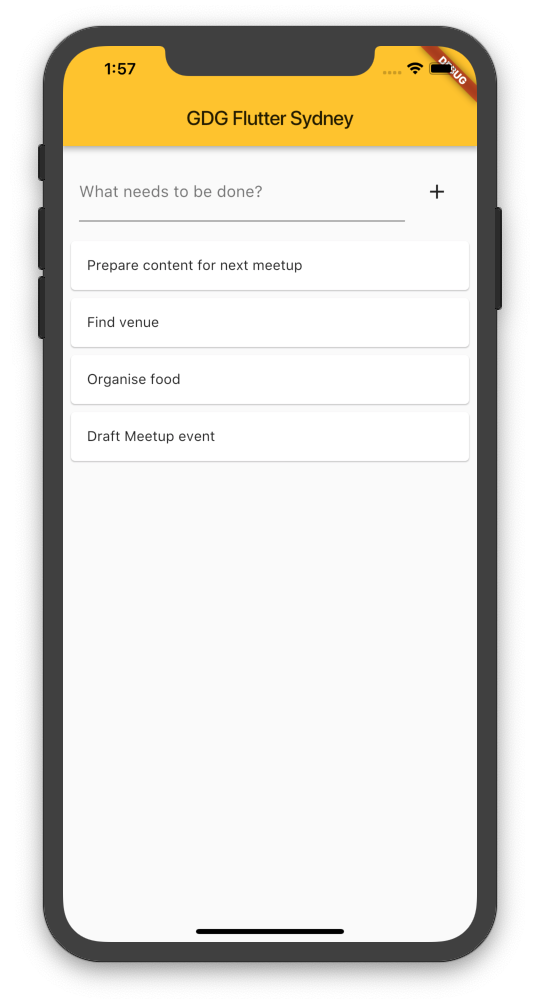 1:57
DEBUG
GDG Flutter Sydney
What needs to be done?
Prepare content for next meetup
Find venue
Organise food
Draft Meetup event